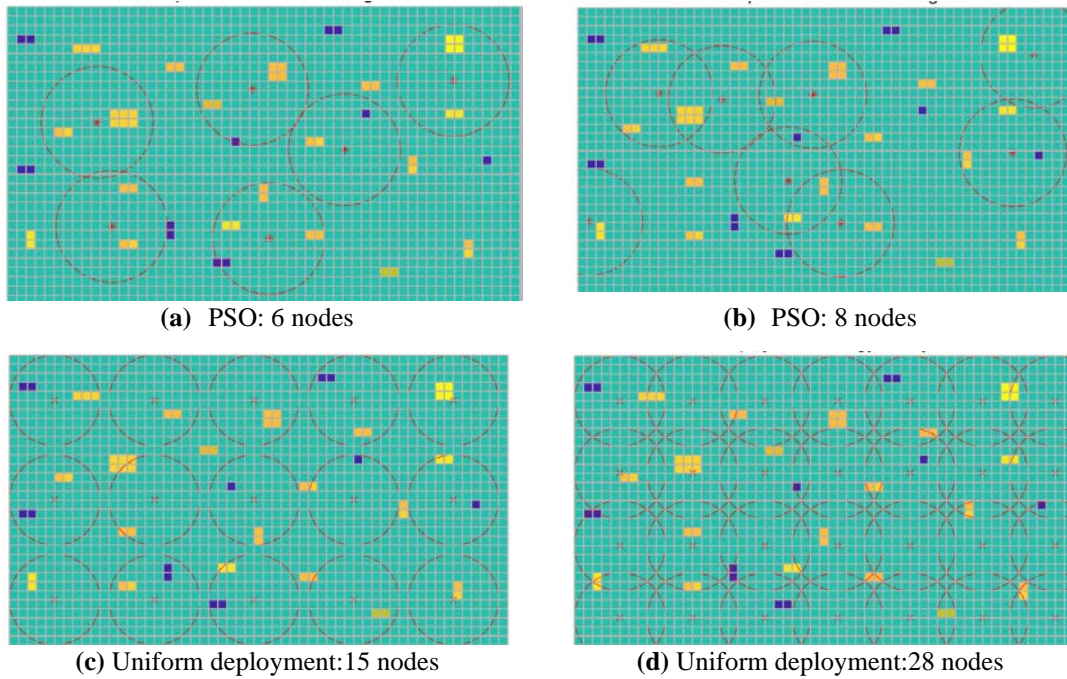 (a) PSO: 6 nodes
(b) PSO: 8 nodes
(c) Uniform deployment:15 nodes
(d) Uniform deployment:28 nodes